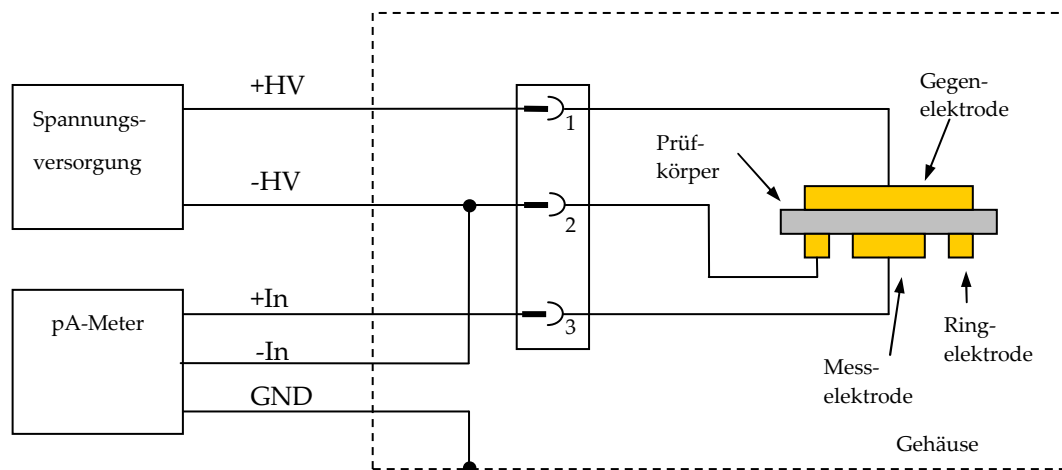 +HV
Spannungs-
versorgung
-HV
1
2
3
Gegen-
elektrode
Prüf-
körper
pA-Meter
+In
-In
GND
Mess-
elektrode
Ring-
elektrode
Gehäuse